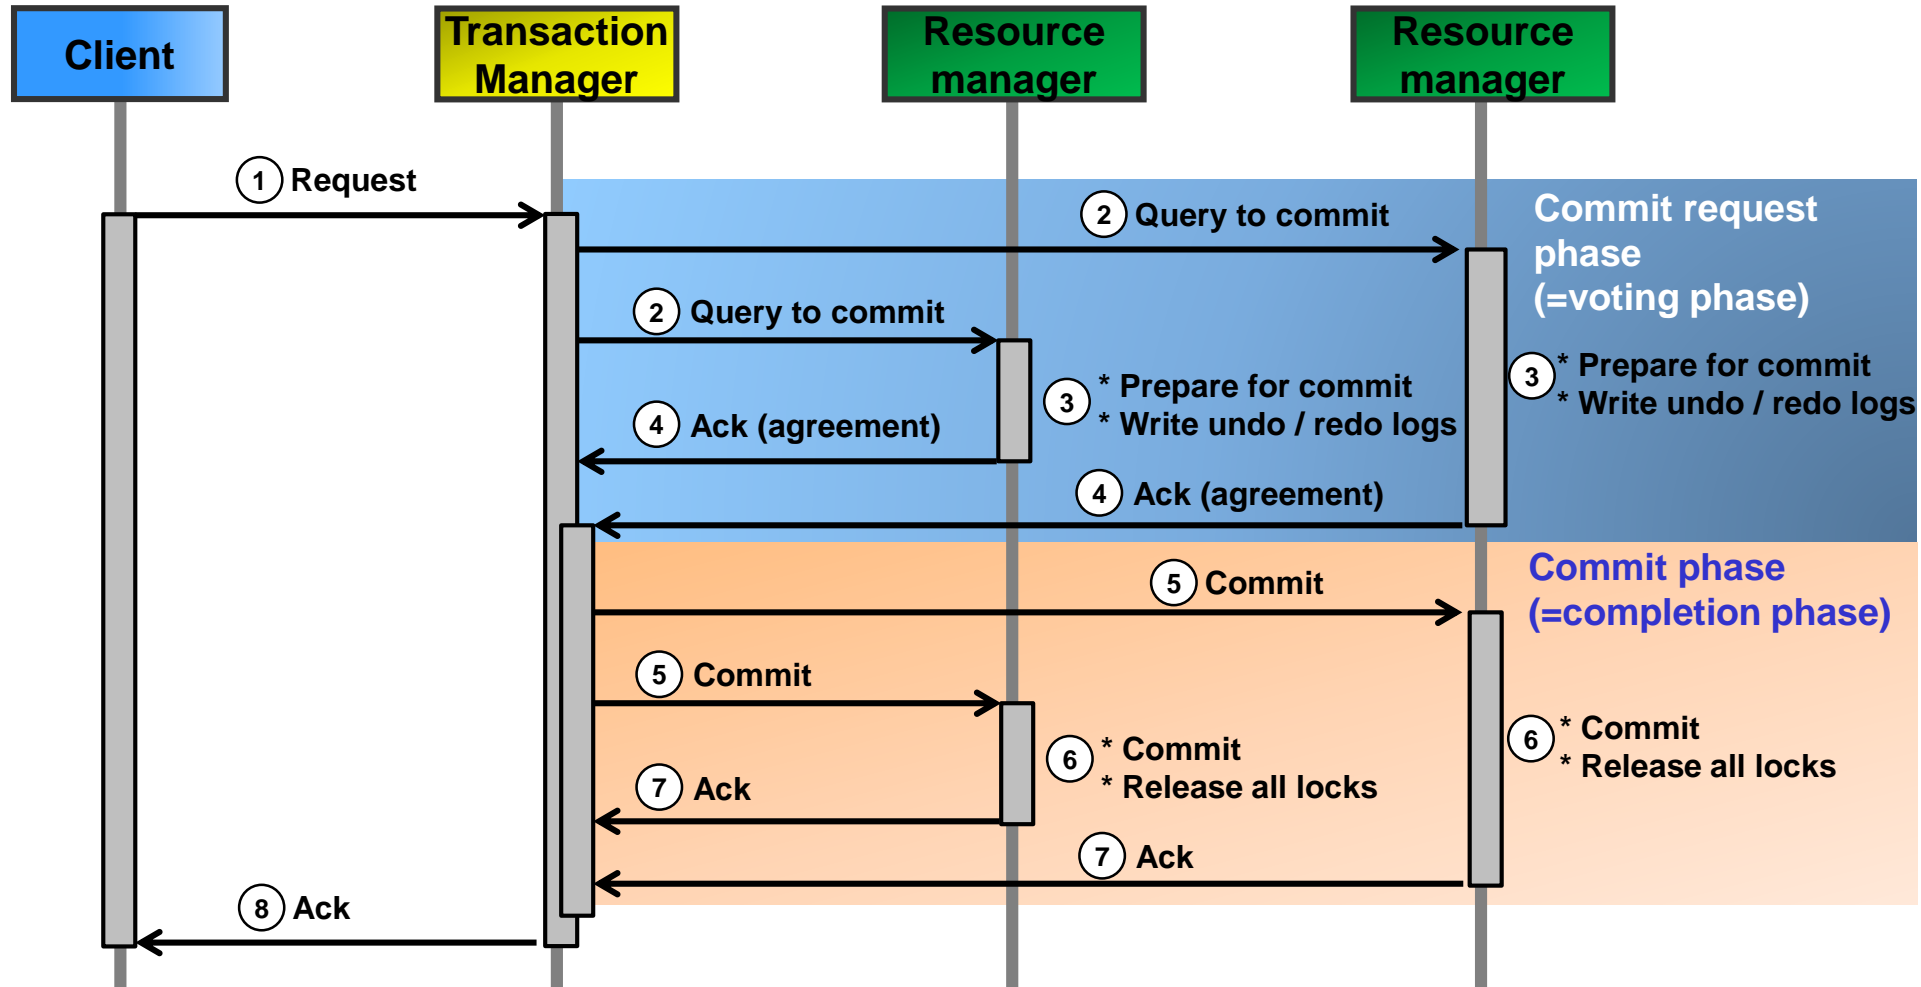 Client
Transaction
Manager
Resource
manager
Resource
manager
1 Request
2 Query to commit
Commit request
phase
(=voting phase)
2 Query to commit
3 * Prepare for commit
* Write undo / redo logs
3 * Prepare for commit
* Write undo / redo logs
4 Ack (agreement)
4 Ack (agreement)
Commit phase
(=completion phase)
5 Commit
5 Commit
6 * Commit
* Release all locks
6 * Commit
* Release all locks
7 Ack
7 Ack
8 Ack